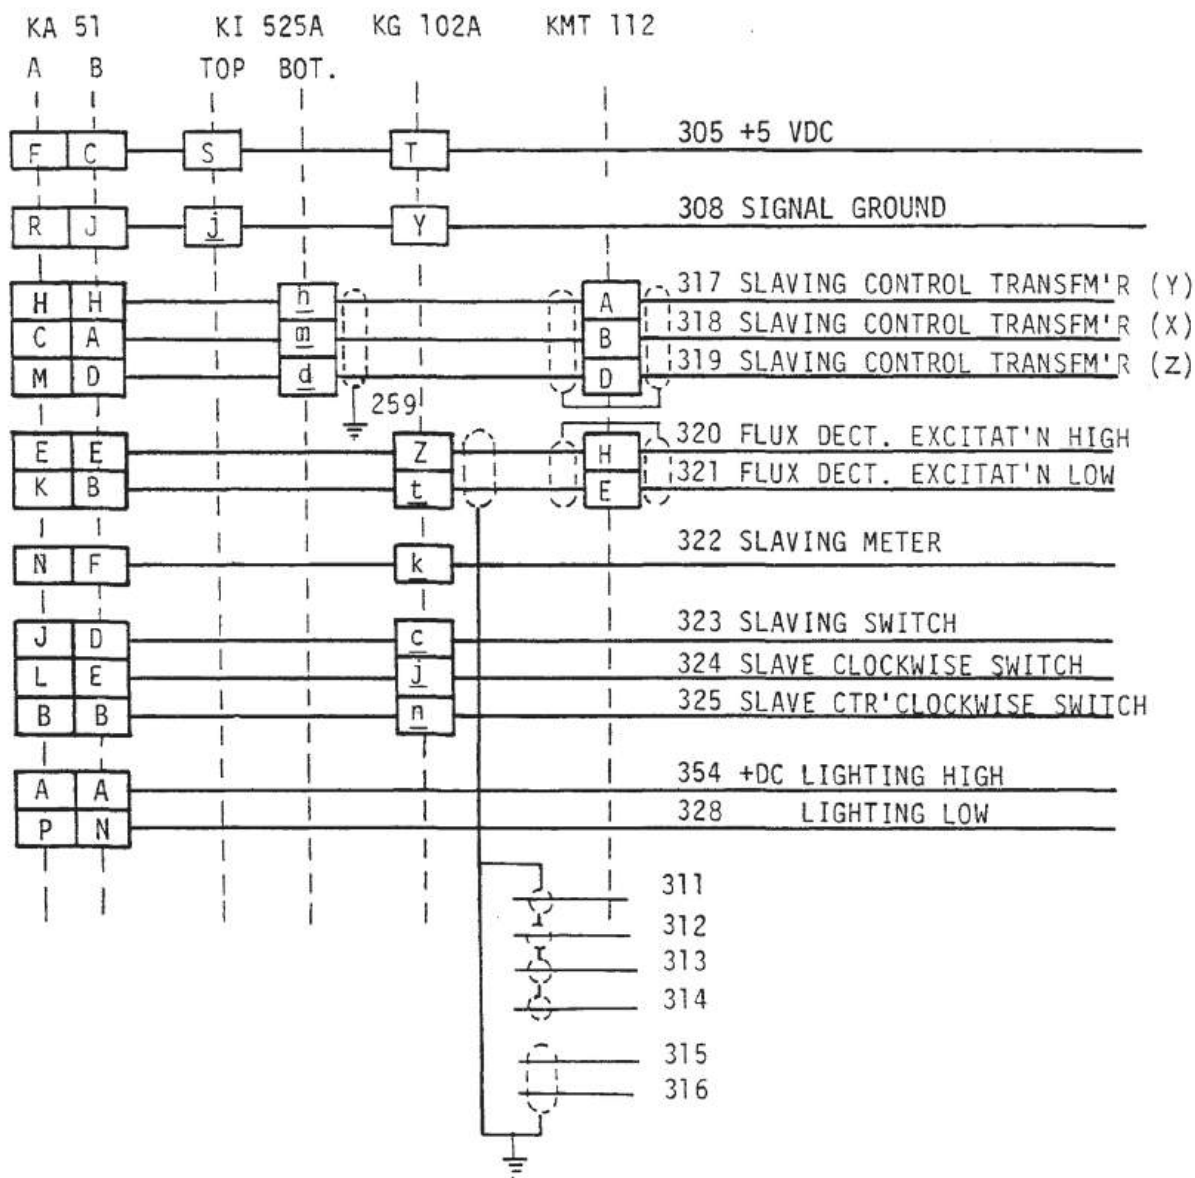 KA 51 KI 525A KG 102A KMT 112
A B TOP BOT.
F C S T 305 +5 VDC
R J j Y 308 SIGNAL GROUND
H H h A 317 SLAVING CONTROL TRANSFM'R (Y)
C A m B 318 SLAVING CONTROL TRANSFM'R (X)
M D d D 319 SLAVING CONTROL TRANSFM'R (Z)
259
E E Z H 320 FLUX DECT. EXCITAT'N HIGH
K B t E 321 FLUX DECT. EXCITAT'N LOW
N F k 322 SLAVING METER
J D c 323 SLAVING SWITCH
L E j 324 SLAVE CLOCKWISE SWITCH
B B n 325 SLAVE CTR'CLOCKWISE SWITCH
A A 354 +DC LIGHTING HIGH
P N 328 LIGHTING LOW
311
312
313
314
315
316